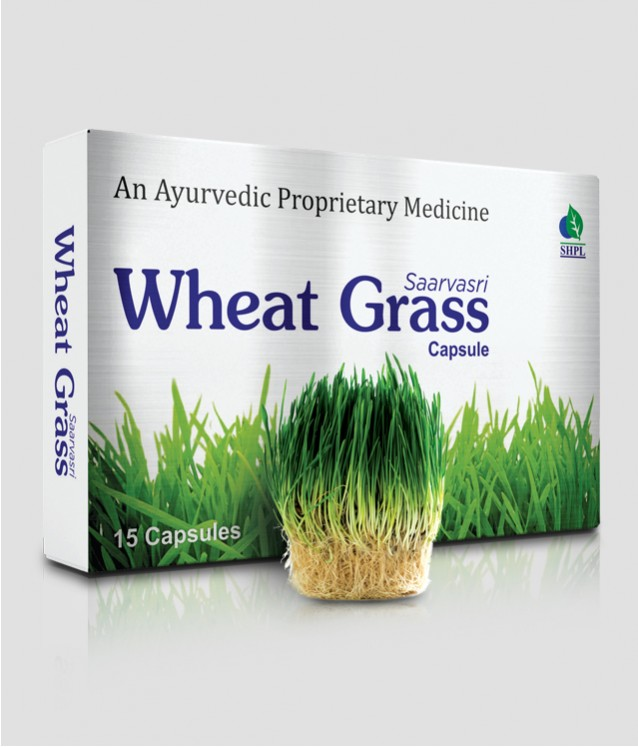 An Ayurvedic Proprietary Medicine
SHPL
Saarvasri
Wheat Grass
Capsule
15 Capsules
Wheat Grass
Saarvasri